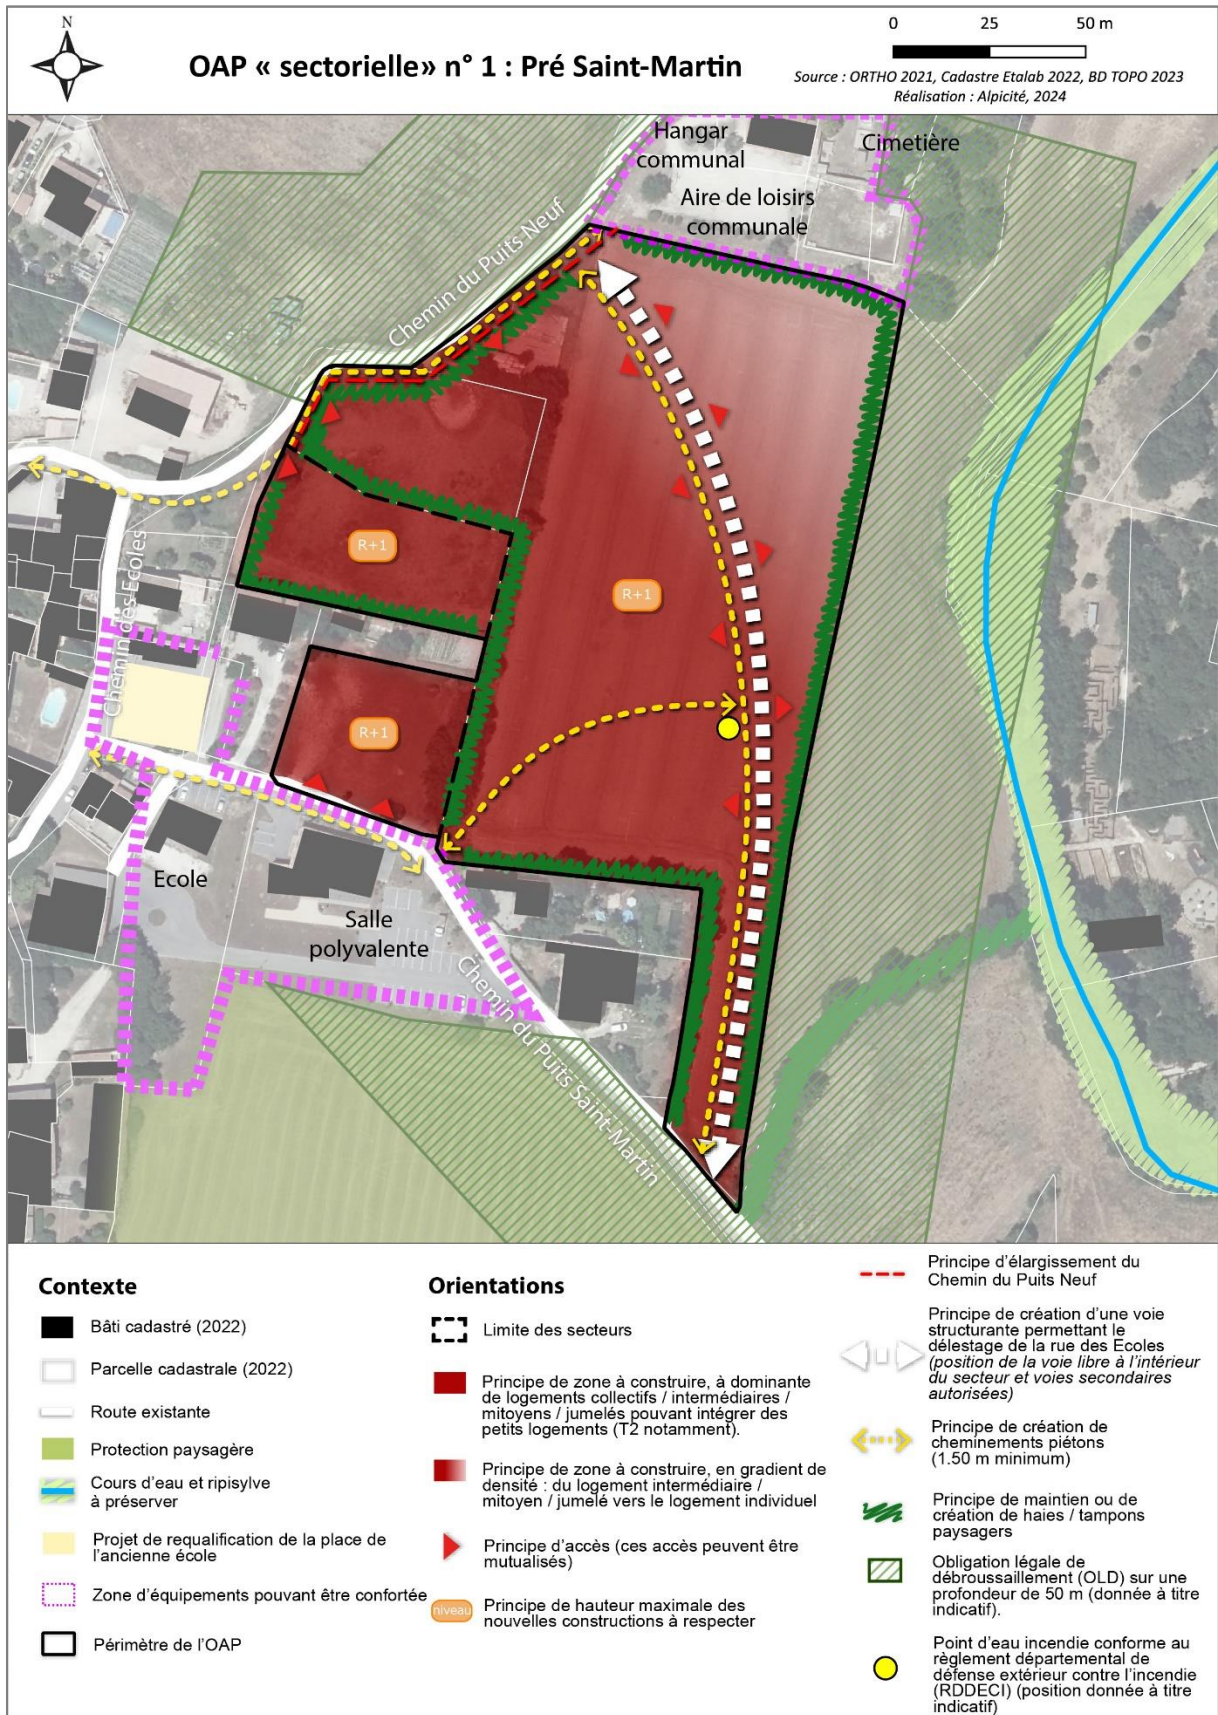 N
OAP « sectorielle» n° 1 : Pré Saint-Martin
0 25 50 m
Source : ORTHO 2021, Cadastre Etalab 2022, BD TOPO 2023
Réalisation : Alpicité, 2024
Hangar
communal
Cimetière
Aire de loisirs
communale
Chemin du Puits Neuf
Chemin des Ecoles
R+1
R+1
R+1
Ecole
Salle
polyvalente
Chemin du Puits Saint-Martin
Contexte
Bâti cadastré (2022)
Parcelle cadastrale (2022)
Route existante
Protection paysagère
Cours d'eau et ripisylve
à préserver
Projet de requalification de la place de
l'ancienne école
Zone d'équipements pouvant être confortée
Périmètre de l'OAP
Orientations
Limite des secteurs
Principe de zone à construire, à dominante
de logements collectifs / intermédiaires /
mitoyens / jumelés pouvant intégrer des
petits logements (T2 notamment).
Principe de zone à construire, en gradient de
densité : du logement intermédiaire /
mitoyen / jumelé vers le logement individuel
Principe d'accès (ces accès peuvent être
mutualisés)
niveau
Principe de hauteur maximale des
nouvelles constructions à respecter
Principe d'élargissement du
Chemin du Puits Neuf
Principe de création d'une voie
structurante permettant le
délestage de la rue des Ecoles
(position de la voie libre à l'intérieur
du secteur et voies secondaires
autorisées)
Principe de création de
cheminements piétons
(1.50 m minimum)
Principe de maintien ou de
création de haies / tampons
paysagers
Obligation légale de
débroussaillement (OLD) sur une
profondeur de 50 m (donnée à titre
indicatif).
Point d'eau incendie conforme au
règlement départemental de
défense extérieur contre l'incendie
(RDDECI) (position donnée à titre
indicatif)